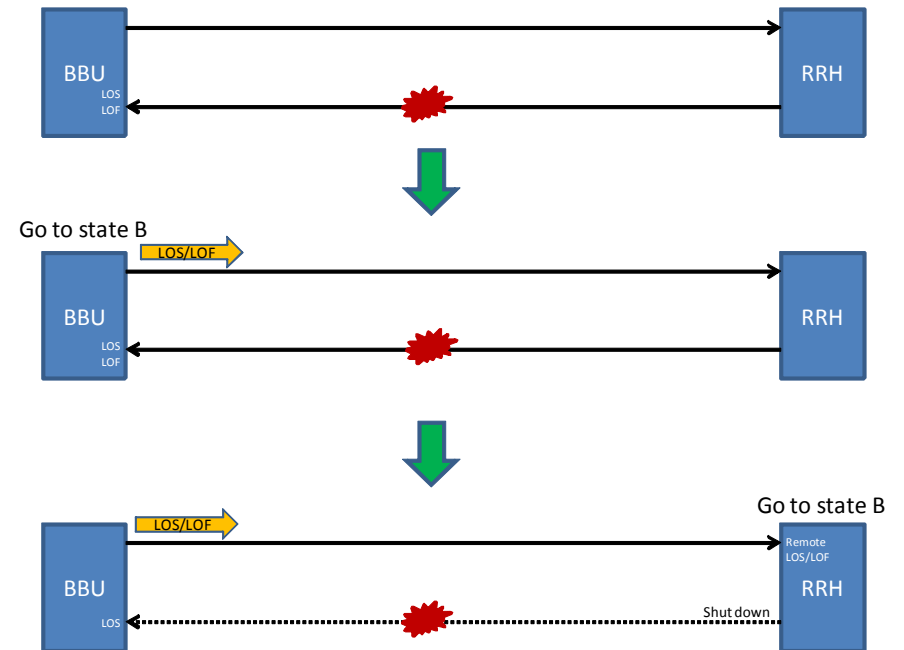 BBU
LOS
LOF
RRH
Go to state B
LOS/LOF
BBU
LOS
LOF
RRH
Go to state B
LOS/LOF
BBU
LOS
Remote
LOS/LOF
RRH
Shut down